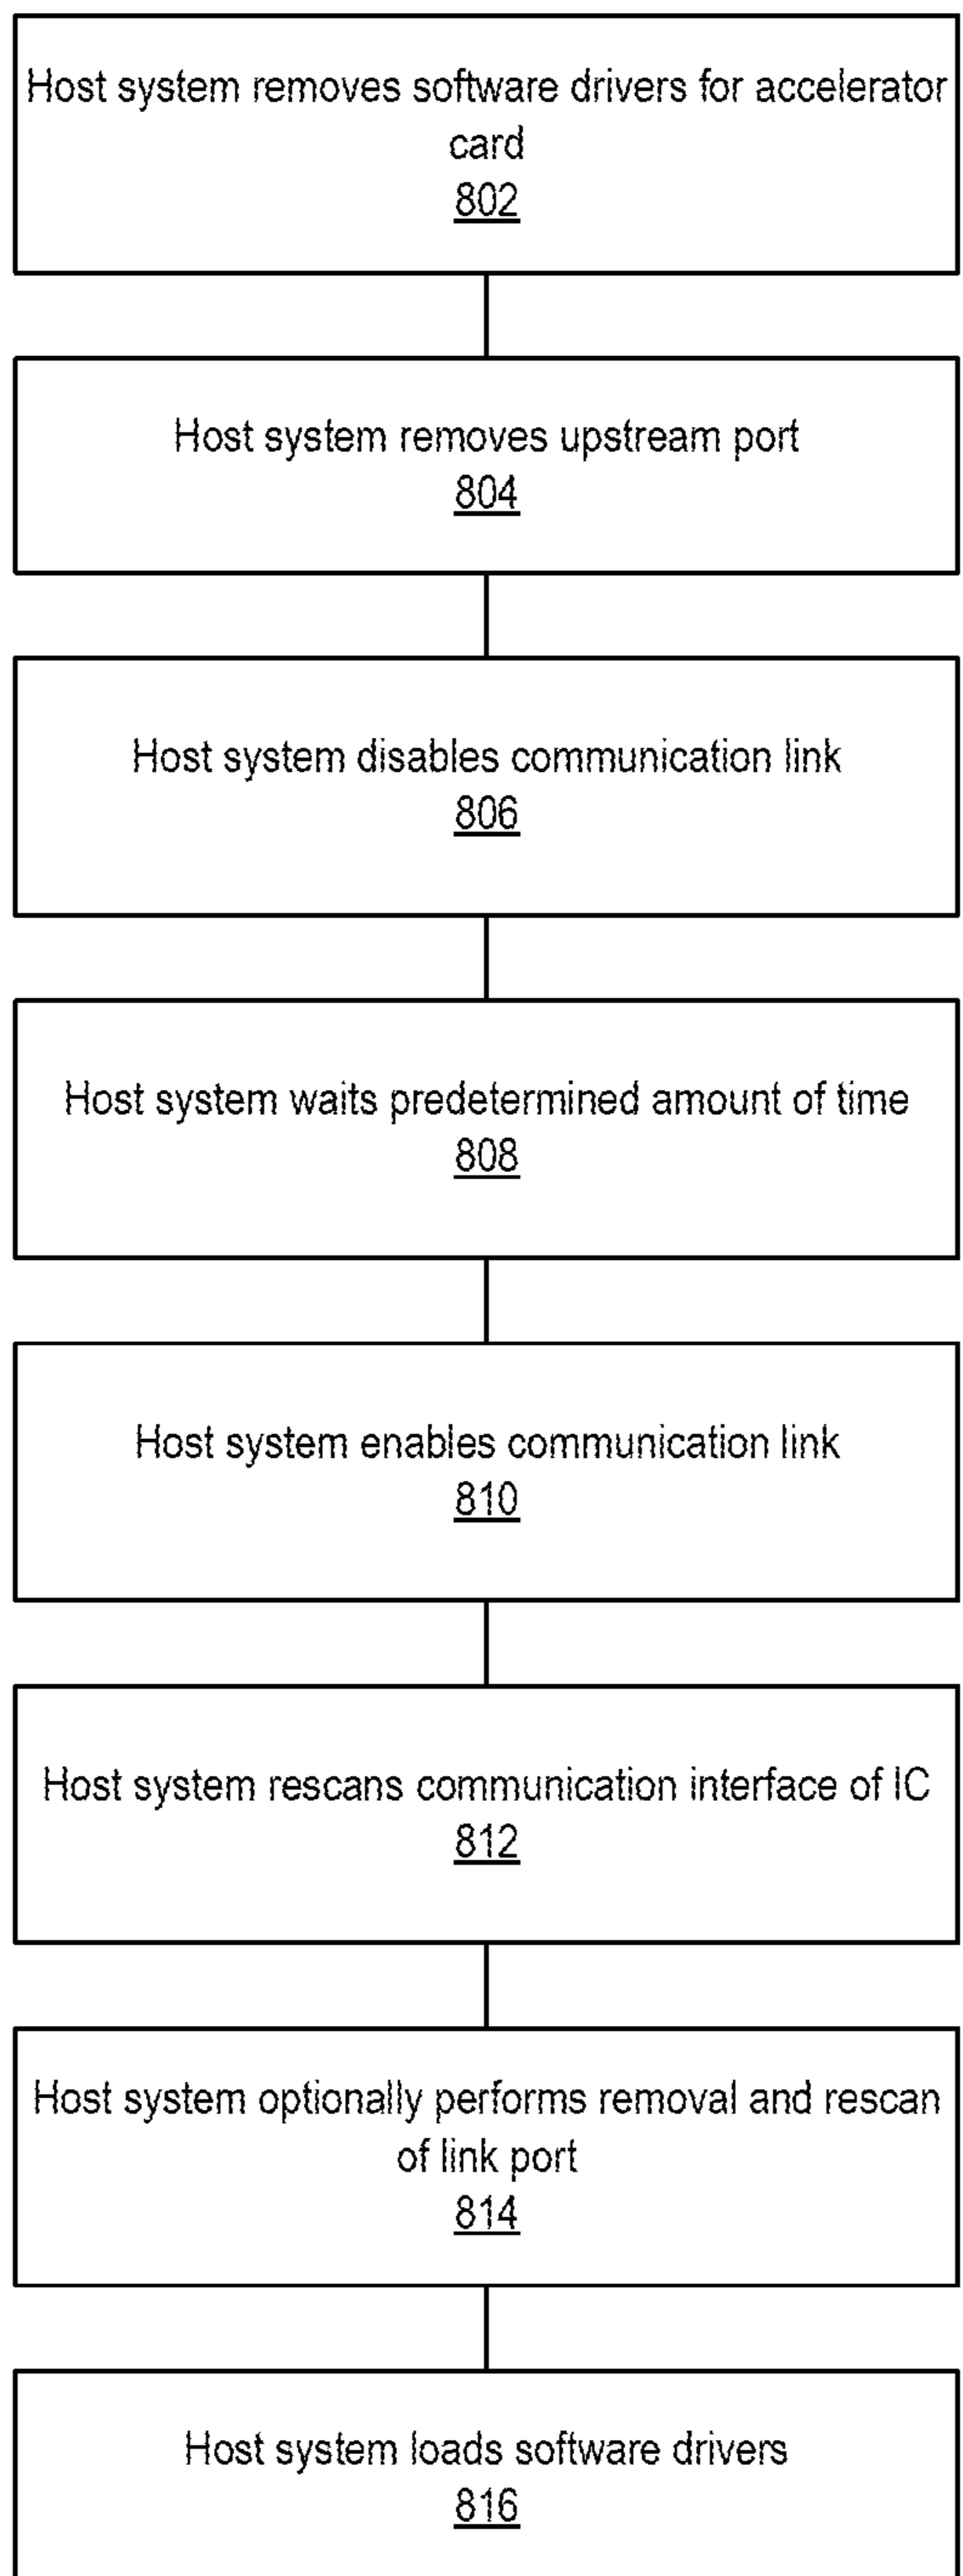 Host system removes software drivers for accelerator
card
802
Host system removes upstream port
804
Host system disables communication link
806
Host system waits predetermined amount of time
808
Host system enables communication link
810
Host system rescans communication interface of IC
812
Host system optionally performs removal and rescan
of link port
814
Host system loads software drivers
816